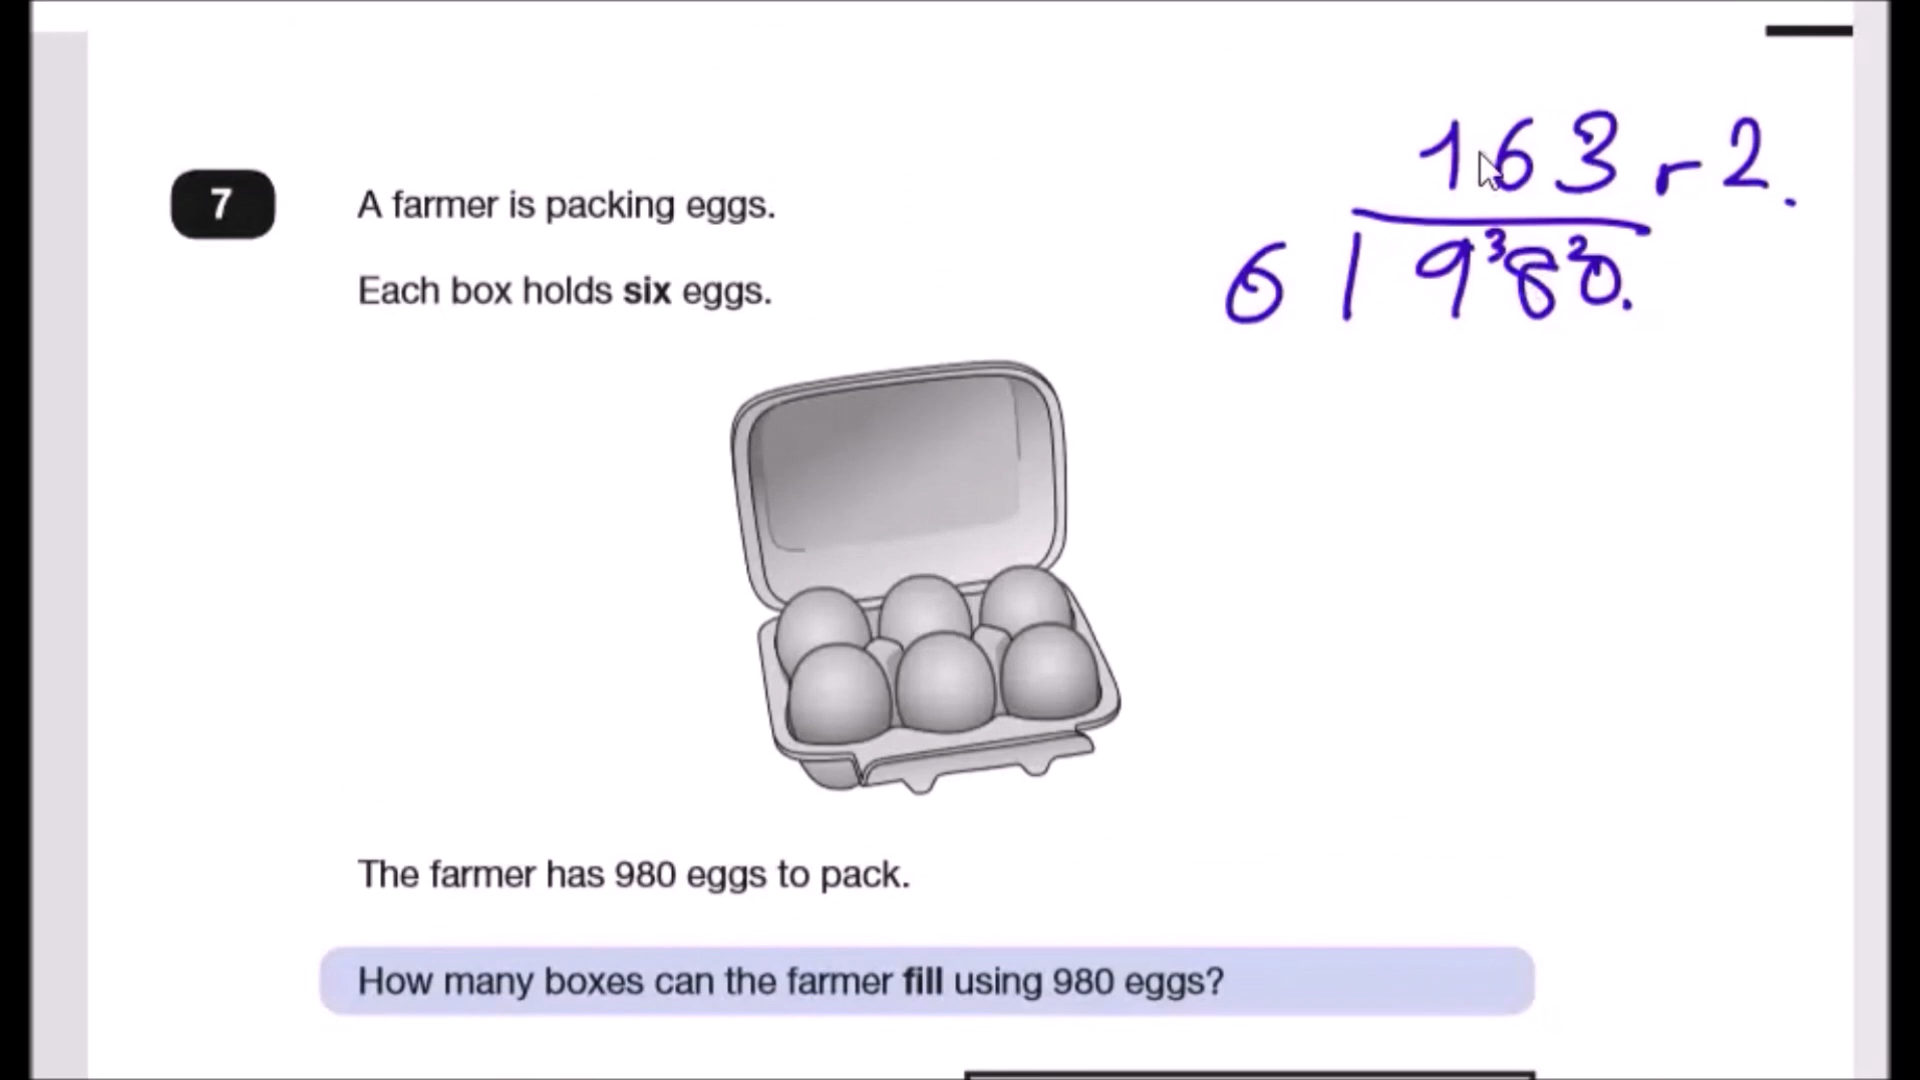 163 r 2.
7 A farmer is packing eggs.
6 | 9³8²0.
Each box holds six eggs.
The farmer has 980 eggs to pack.
How many boxes can the farmer fill using 980 eggs?